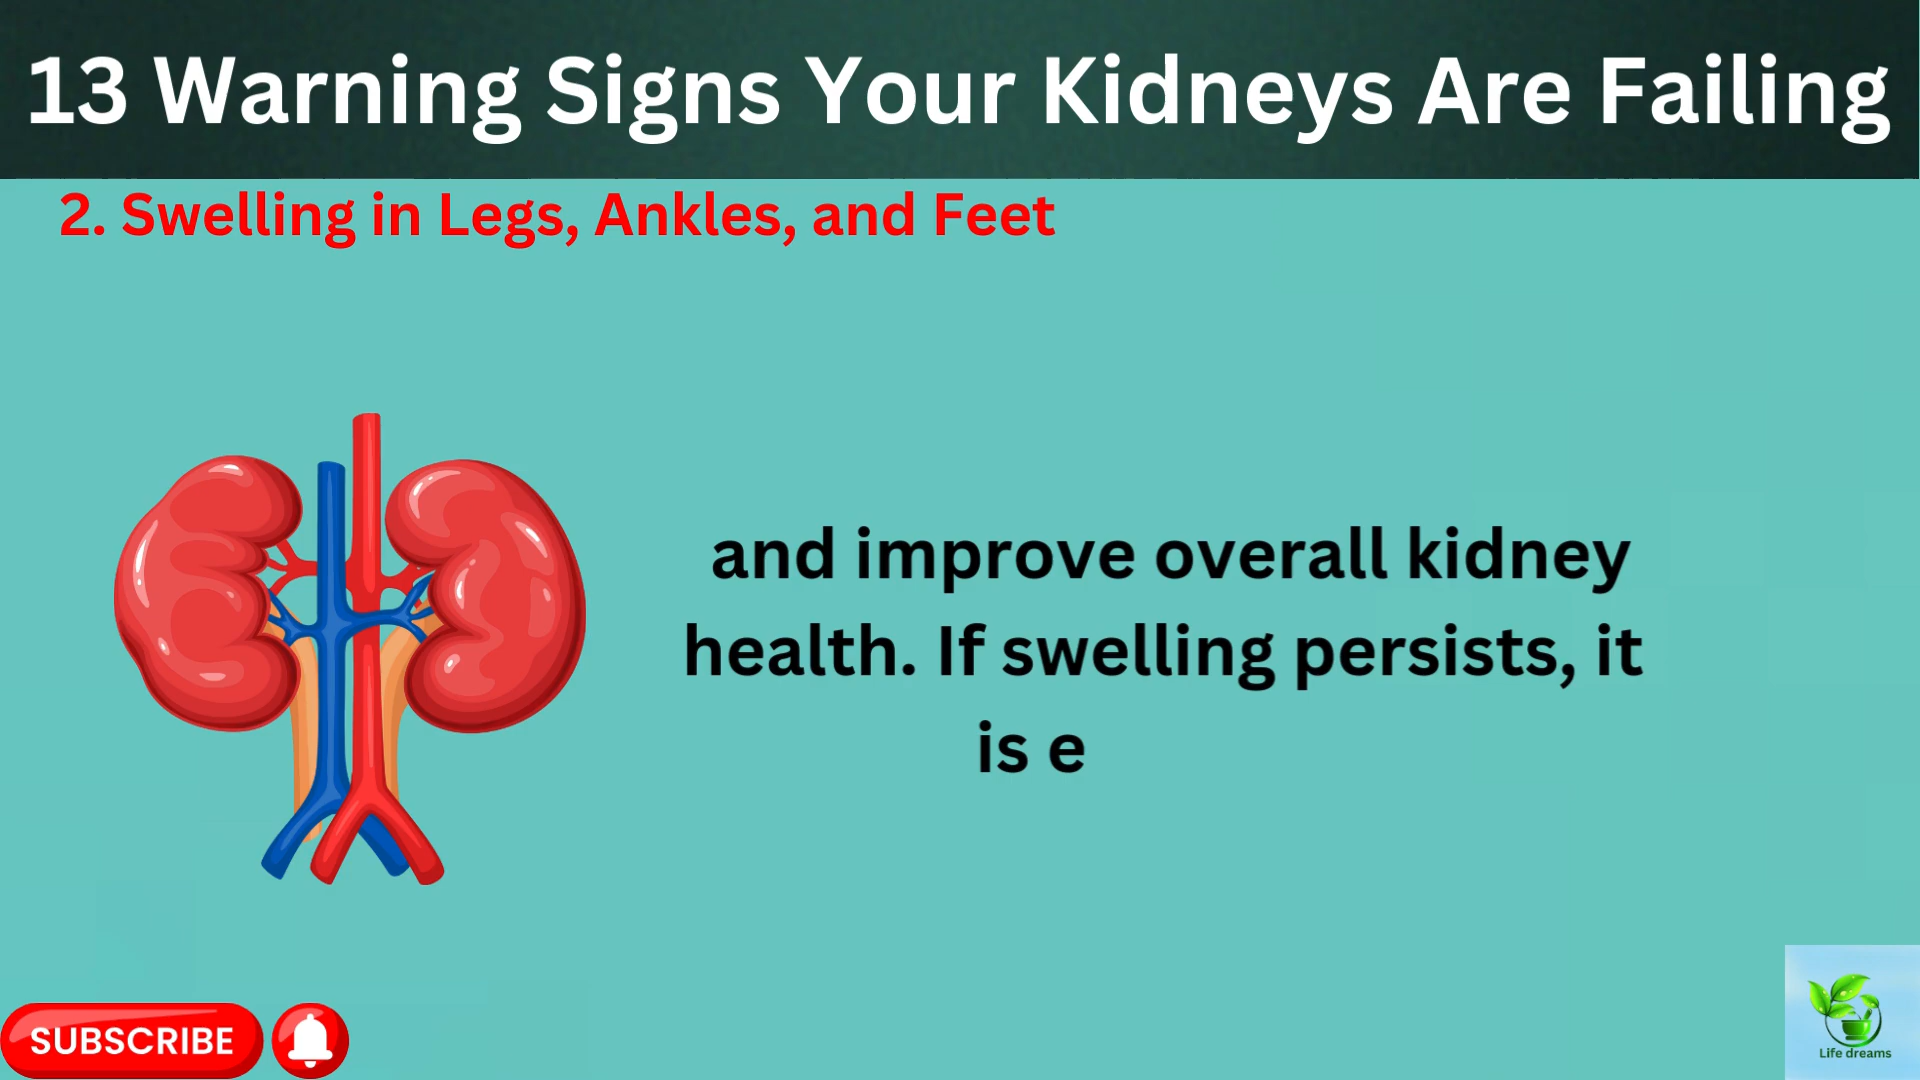 13 Warning Signs Your Kidneys Are Failing
2. Swelling in Legs, Ankles, and Feet
and improve overall kidney
health. If swelling persists, it
is e
SUBSCRIBE
Life dreams